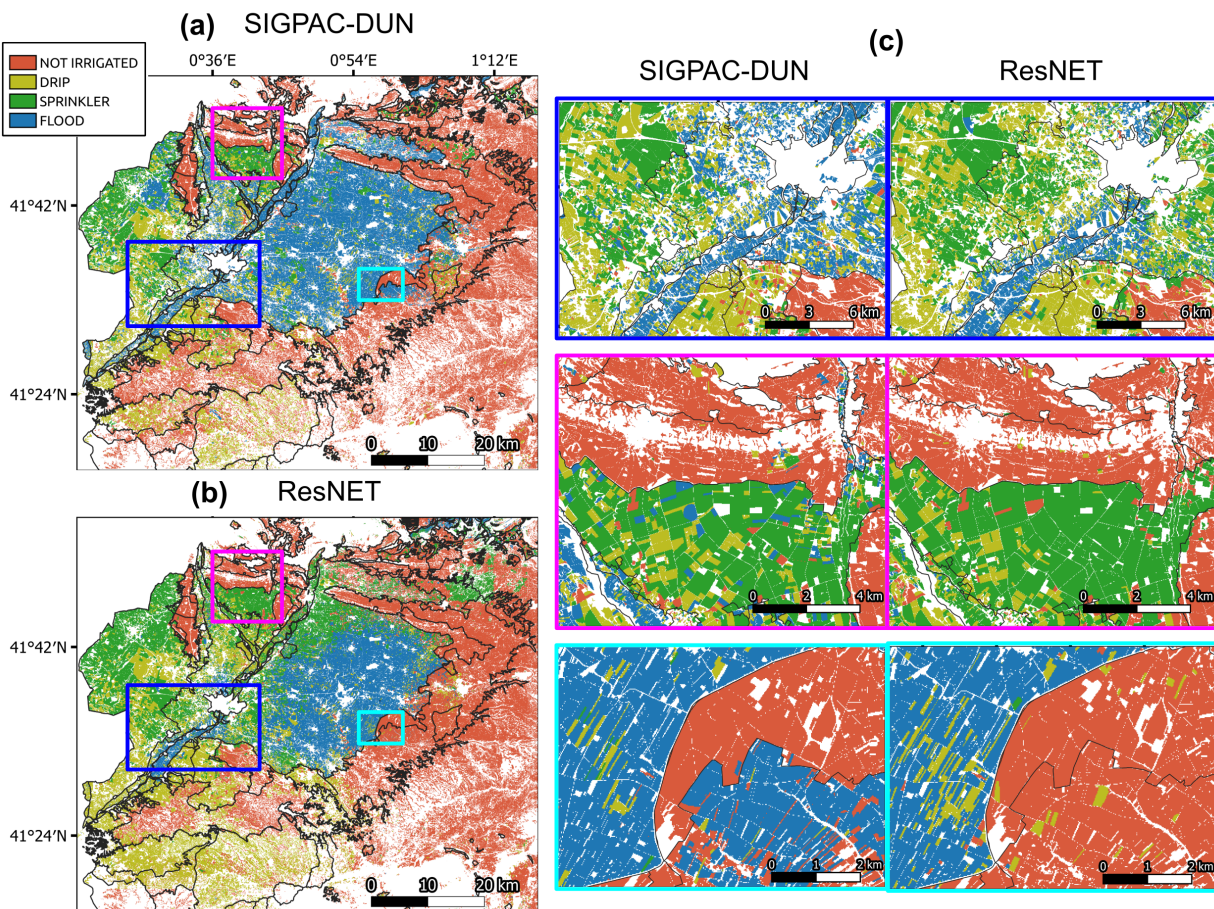 (a) SIGPAC-DUN
NOT IRRIGATED
DRIP
SPRINKLER
FLOOD
0°36′E 0°54′E 1°12′E
41°42′N
41°24′N
0 10 20 km
(b) ResNET
41°42′N
41°24′N
0 10 20 km
(c)
SIGPAC-DUN ResNET
0 3 6 km 0 3 6 km
0 2 4 km 0 2 4 km
0 1 2 km 0 1 2 km